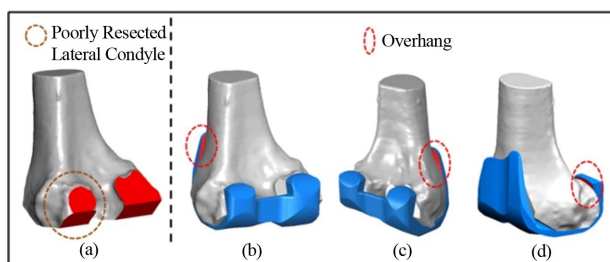 Poorly Resected
Lateral Condyle
Overhang
(a)
(b)
(c)
(d)